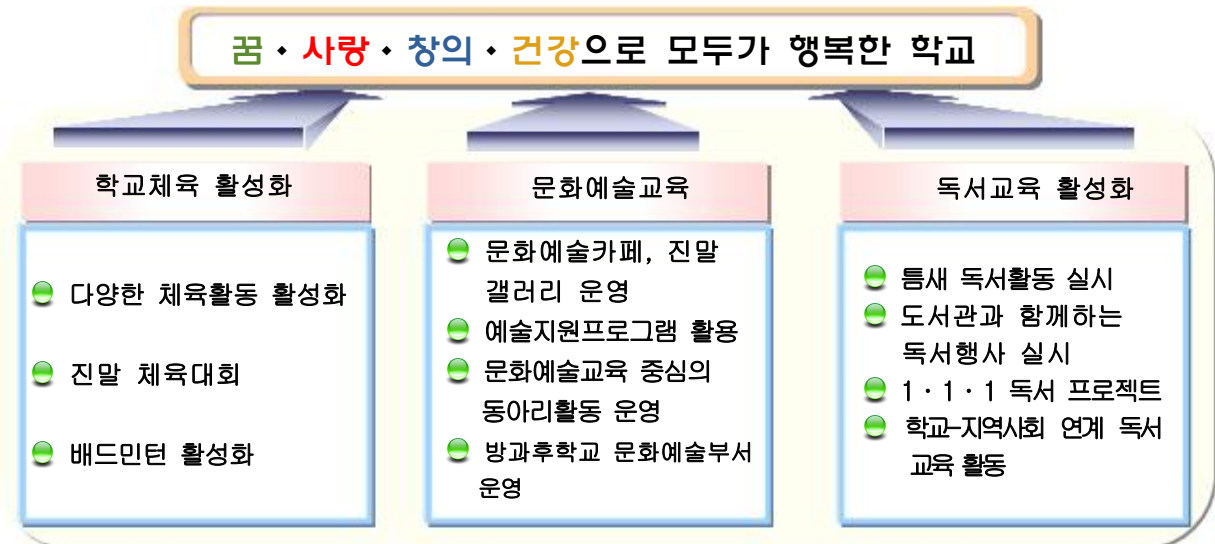 꿈・사랑・창의・건강으로 모두가 행복한 학교
학교체육 활성화
다양한 체육활동 활성화
진말 체육대회
배드민턴 활성화
문화예술교육
문화예술카페, 진말
갤러리 운영
예술지원프로그램 활용
문화예술교육 중심의
동아리활동 운영
방과후학교 문화예술부서
운영
독서교육 활성화
틈새 독서활동 실시
도서관과 함께하는
독서행사 실시
1・1・1 독서 프로젝트
학교-지역사회 연계 독서
교육 활동